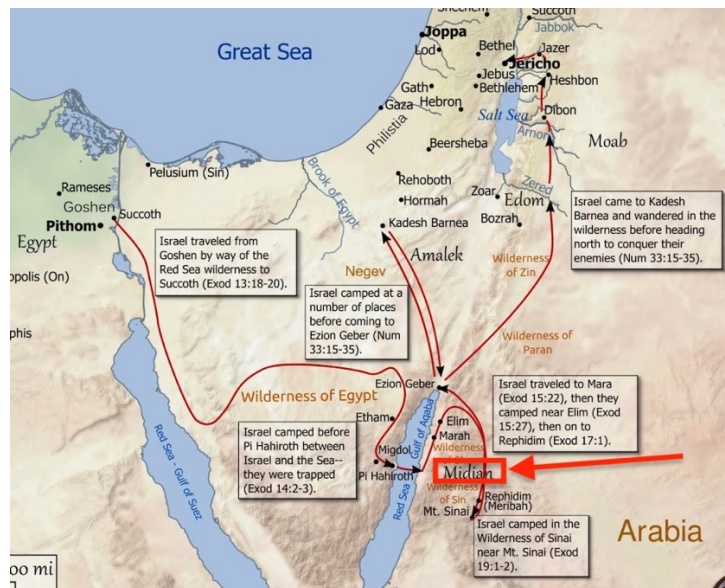 Shechem
Succoth
Jabbok
Joppa
Great Sea
Lod
Bethel
Jazer
Jericho
Jebus
Heshbon
Gath
Bethlehem
Gaza
Hebron
Dibon
Salt Sea
Philistia
Arnon
Moab
Beersheba
Pelusium (Sin)
Brook of Egypt
Rehoboth
Zered
Rameses
Zoar
Edom
Hormah
Goshen
Succoth
Bozrah
Pithom
Kadesh Barnea
Egypt
Amalek
Israel came to Kadesh
Barnea and wandered in the
wilderness before heading
north to conquer their
enemies (Num 33:15-35).
Israel traveled from
Goshen by way of the
Red Sea wilderness to
Succoth (Exod 13:18-20).
Wilderness
of Zin
opolis (On)
Negev
Israel camped at a
number of places
before coming to
Ezion Geber (Num
33:15-35).
phis
Wilderness of
Paran
Ezion Geber
Wilderness of Egypt
Israel traveled to Mara
(Exod 15:22), then they
camped near Elim (Exod
15:27), then on to
Rephidim (Exod 17:1).
Etham
Gulf of Aqaba
Elim
Marah
Israel camped before
Pi Hahiroth between
Israel and the Sea--
they were trapped
(Exod 14:2-3).
Migdol
Pi Hahiroth
Wilderness
Midian
Wilderness
of Sin
Red Sea - Gulf of Suez
Red Sea
Rephidim
(Meribah)
Mt. Sinai
Israel camped in the
Wilderness of Sinai
near Mt. Sinai (Exod
19:1-2).
Arabia
00 mi